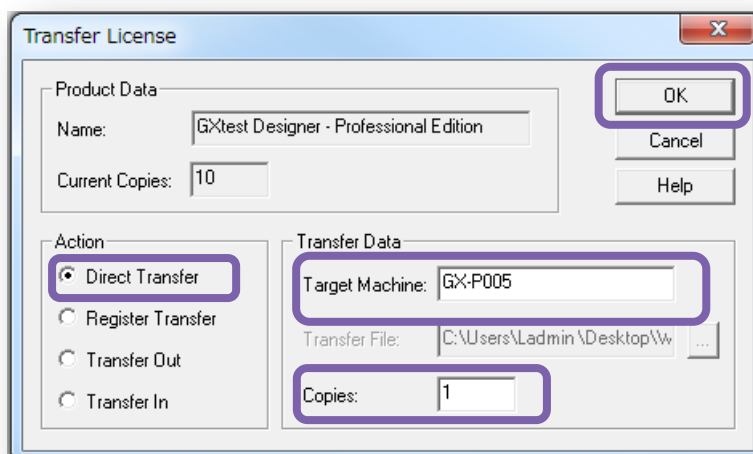 Transfer License
Product Data
Name: GXtest Designer - Professional Edition
Current Copies: 10
OK
Cancel
Help
Action
Direct Transfer
Register Transfer
Transfer Out
Transfer In
Transfer Data
Target Machine: GX-P005
Transfer File: C:\Users\Ladmin\Desktop\W ...
Copies: 1